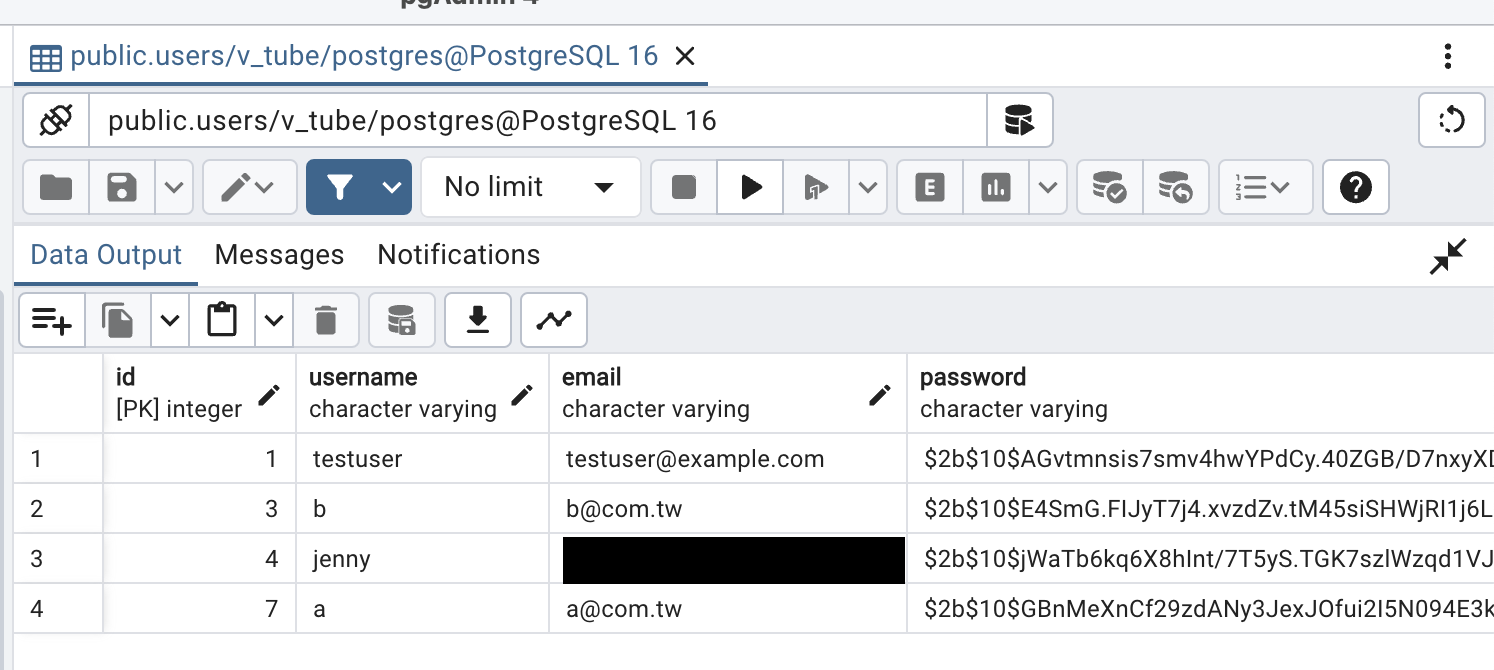 pgAdmin 4
public.users/v_tube/postgres@PostgreSQL 16
public.users/v_tube/postgres@PostgreSQL 16
No limit
E
Data Output Messages Notifications
id username email password
[PK] integer character varying character varying character varying
1 1 testuser testuser@example.com $2b$10$AGvtmnsis7smv4hwYPdCy.40ZGB/D7nxyX
2 3 b b@com.tw $2b$10$E4SmG.FIJyT7j4.xvzdZv.tM45siSHWjRI1j6L
3 4 jenny $2b$10$jWaTb6kq6X8hInt/7T5yS.TGK7szlWzqd1VJ
4 7 a a@com.tw $2b$10$GBnMeXnCf29zdANy3JexJOfui2I5N094E3k